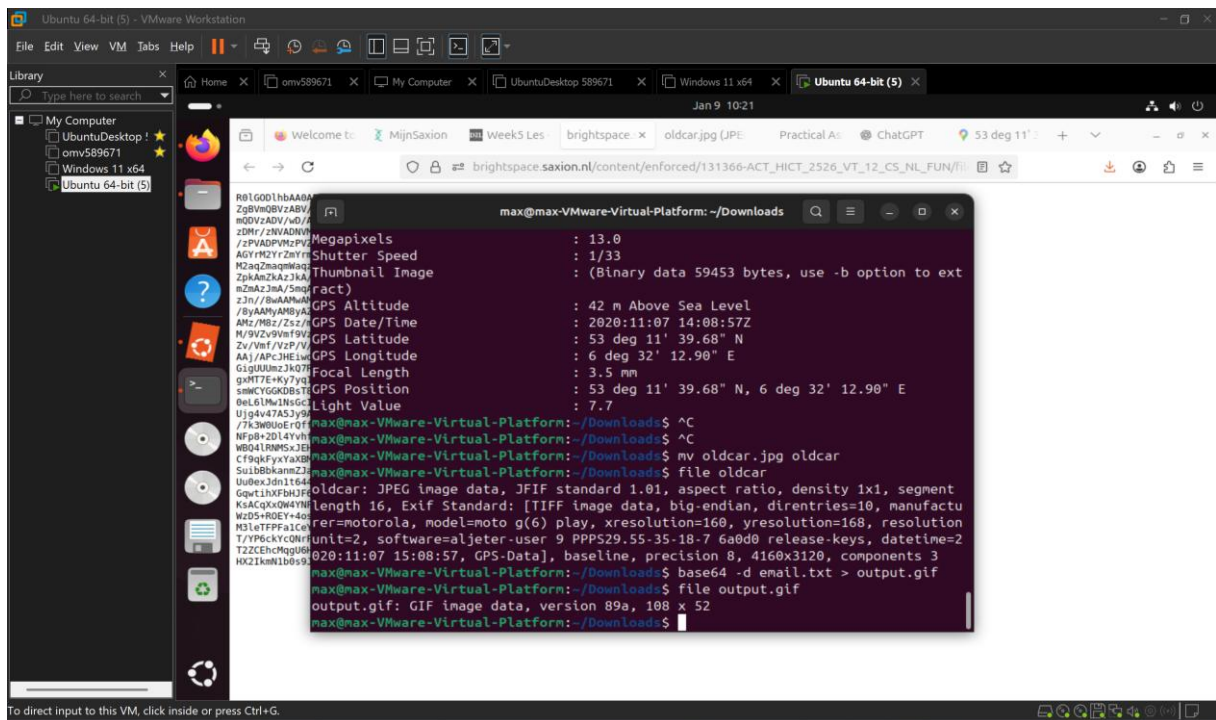 Ubuntu 64-bit (5) - VMware Workstation
File Edit View VM Tabs Help
Library
Type here to search
My Computer
UbuntuDesktop !
omv589671
Windows 11 x64
Ubuntu 64-bit (5)
Home omv589671 My Computer UbuntuDesktop 589671 Windows 11 x64 Ubuntu 64-bit (5)
Jan 9 10:21
Welcome to MijnSaxion Week5 Les - brightspace. oldcar.jpg (JPE Practical As ChatGPT 53 deg 11'
brightspace.saxion.nl/content/enforced/131366-ACT_HICT_2526_VT_12_CS_NL_FUN/fi
max@max-VMware-Virtual-Platform: ~/Downloads
Megapixels : 13.0
Shutter Speed : 1/33
Thumbnail Image : (Binary data 59453 bytes, use -b option to ext
ract)
GPS Altitude : 42 m Above Sea Level
GPS Date/Time : 2020:11:07 14:08:57Z
GPS Latitude : 53 deg 11' 39.68" N
GPS Longitude : 6 deg 32' 12.90" E
Focal Length : 3.5 mm
GPS Position : 53 deg 11' 39.68" N, 6 deg 32' 12.90" E
Light Value : 7.7
max@max-VMware-Virtual-Platform:~/Downloads$ ^C
max@max-VMware-Virtual-Platform:~/Downloads$ ^C
max@max-VMware-Virtual-Platform:~/Downloads$ mv oldcar.jpg oldcar
max@max-VMware-Virtual-Platform:~/Downloads$ file oldcar
oldcar: JPEG image data, JFIF standard 1.01, aspect ratio, density 1x1, segment
length 16, Exif Standard: [TIFF image data, big-endian, direntries=10, manufactu
rer=motorola, model=moto g(6) play, xresolution=160, yresolution=168, resolution
unit=2, software=aljeter-user 9 PPPS29.55-35-18-7 6a0d0 release-keys, datetime=2
020:11:07 15:08:57, GPS-Data], baseline, precision 8, 4160x3120, components 3
max@max-VMware-Virtual-Platform:~/Downloads$ base64 -d email.txt > output.gif
max@max-VMware-Virtual-Platform:~/Downloads$ file output.gif
output.gif: GIF image data, version 89a, 108 x 52
max@max-VMware-Virtual-Platform:~/Downloads$
To direct input to this VM, click inside or press Ctrl+G.